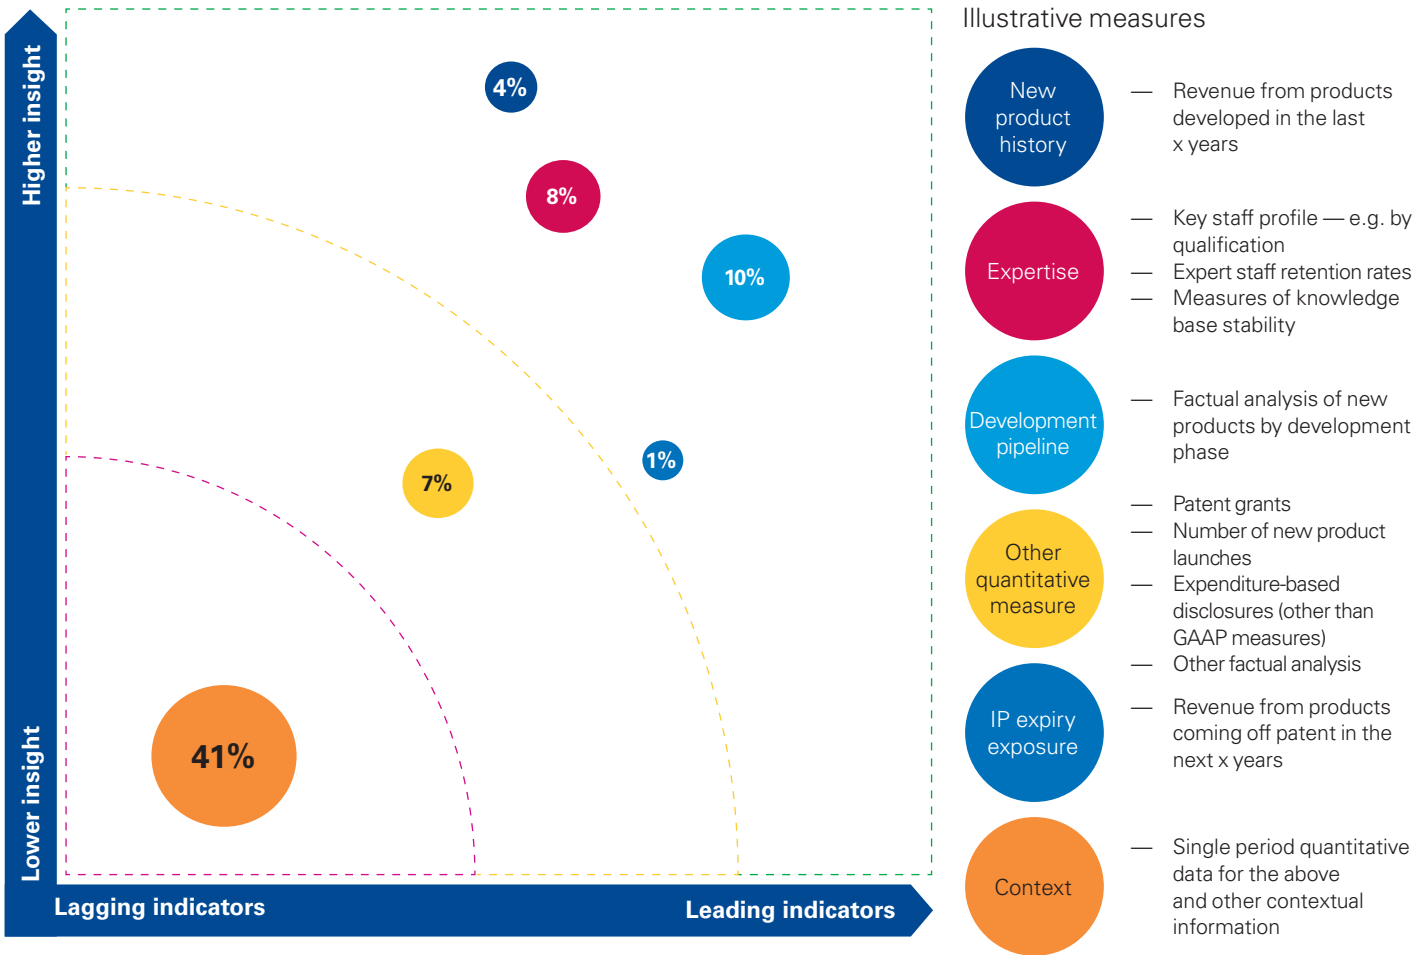 Higher insight
Lower insight
4%
8%
10%
1%
7%
41%
Lagging indicators
Leading indicators
Illustrative measures
New
product
history
— Revenue from products
developed in the last
x years
Expertise
— Key staff profile — e.g. by
qualification
— Expert staff retention rates
— Measures of knowledge
base stability
Development
pipeline
— Factual analysis of new
products by development
phase
Other
quantitative
measure
— Patent grants
— Number of new product
launches
— Expenditure-based
disclosures (other than
GAAP measures)
— Other factual analysis
IP expiry
exposure
— Revenue from products
coming off patent in the
next x years
Context
— Single period quantitative
data for the above
and other contextual
information